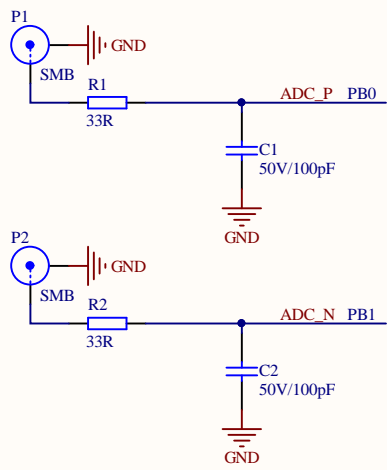 P1
GND
SMB
R1
33R
ADC_P PB0
C1
50V/100pF
GND
P2
GND
SMB
R2
33R
ADC_N PB1
C2
50V/100pF
GND